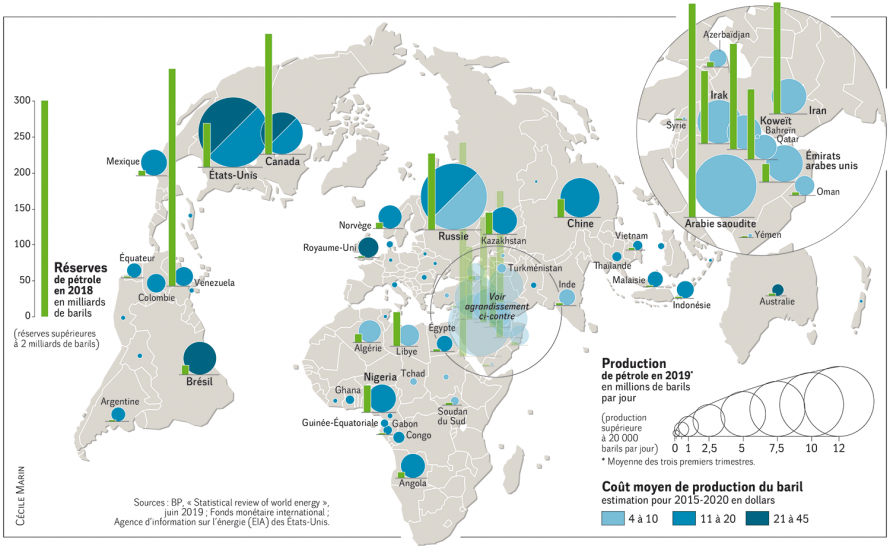 300
250
200
150
100
50
0
Réserves
de pétrole
en 2018
en milliards
de barils
(réserves supérieures
à 2 milliards de barils)
Mexique
États-Unis
Canada
Équateur
Colombie
Venezuela
Brésil
Argentine
Norvège
Royaume-Uni
Russie
Kazakhstan
Turkménistan
Chine
Vietnam
Thaïlande
Malaisie
Indonésie
Inde
Australie
Voir
agrandissement
ci-contre
Algérie
Libye
Égypte
Tchad
Soudan
du Sud
Nigeria
Ghana
Guinée-Équatoriale
Gabon
Congo
Angola
Azerbaïdjan
Syrie
Irak
Iran
Koweït
Bahreïn
Qatar
Émirats
arabes unis
Oman
Arabie saoudite
Yémen
Production
de pétrole en 2019*
en millions de barils
par jour
(production
supérieure
à 20 000
barils par jour)
0 1 2,5 5 7,5 10 12
* Moyenne des trois premiers trimestres.
Coût moyen de production du baril
estimation pour 2015-2020 en dollars
4 à 10 11 à 20 21 à 45
Sources : BP, « Statistical review of world energy »,
juin 2019 ; Fonds monétaire international ;
Agence d'information sur l'énergie (EIA) des États-Unis.
CÉCILE MARIN